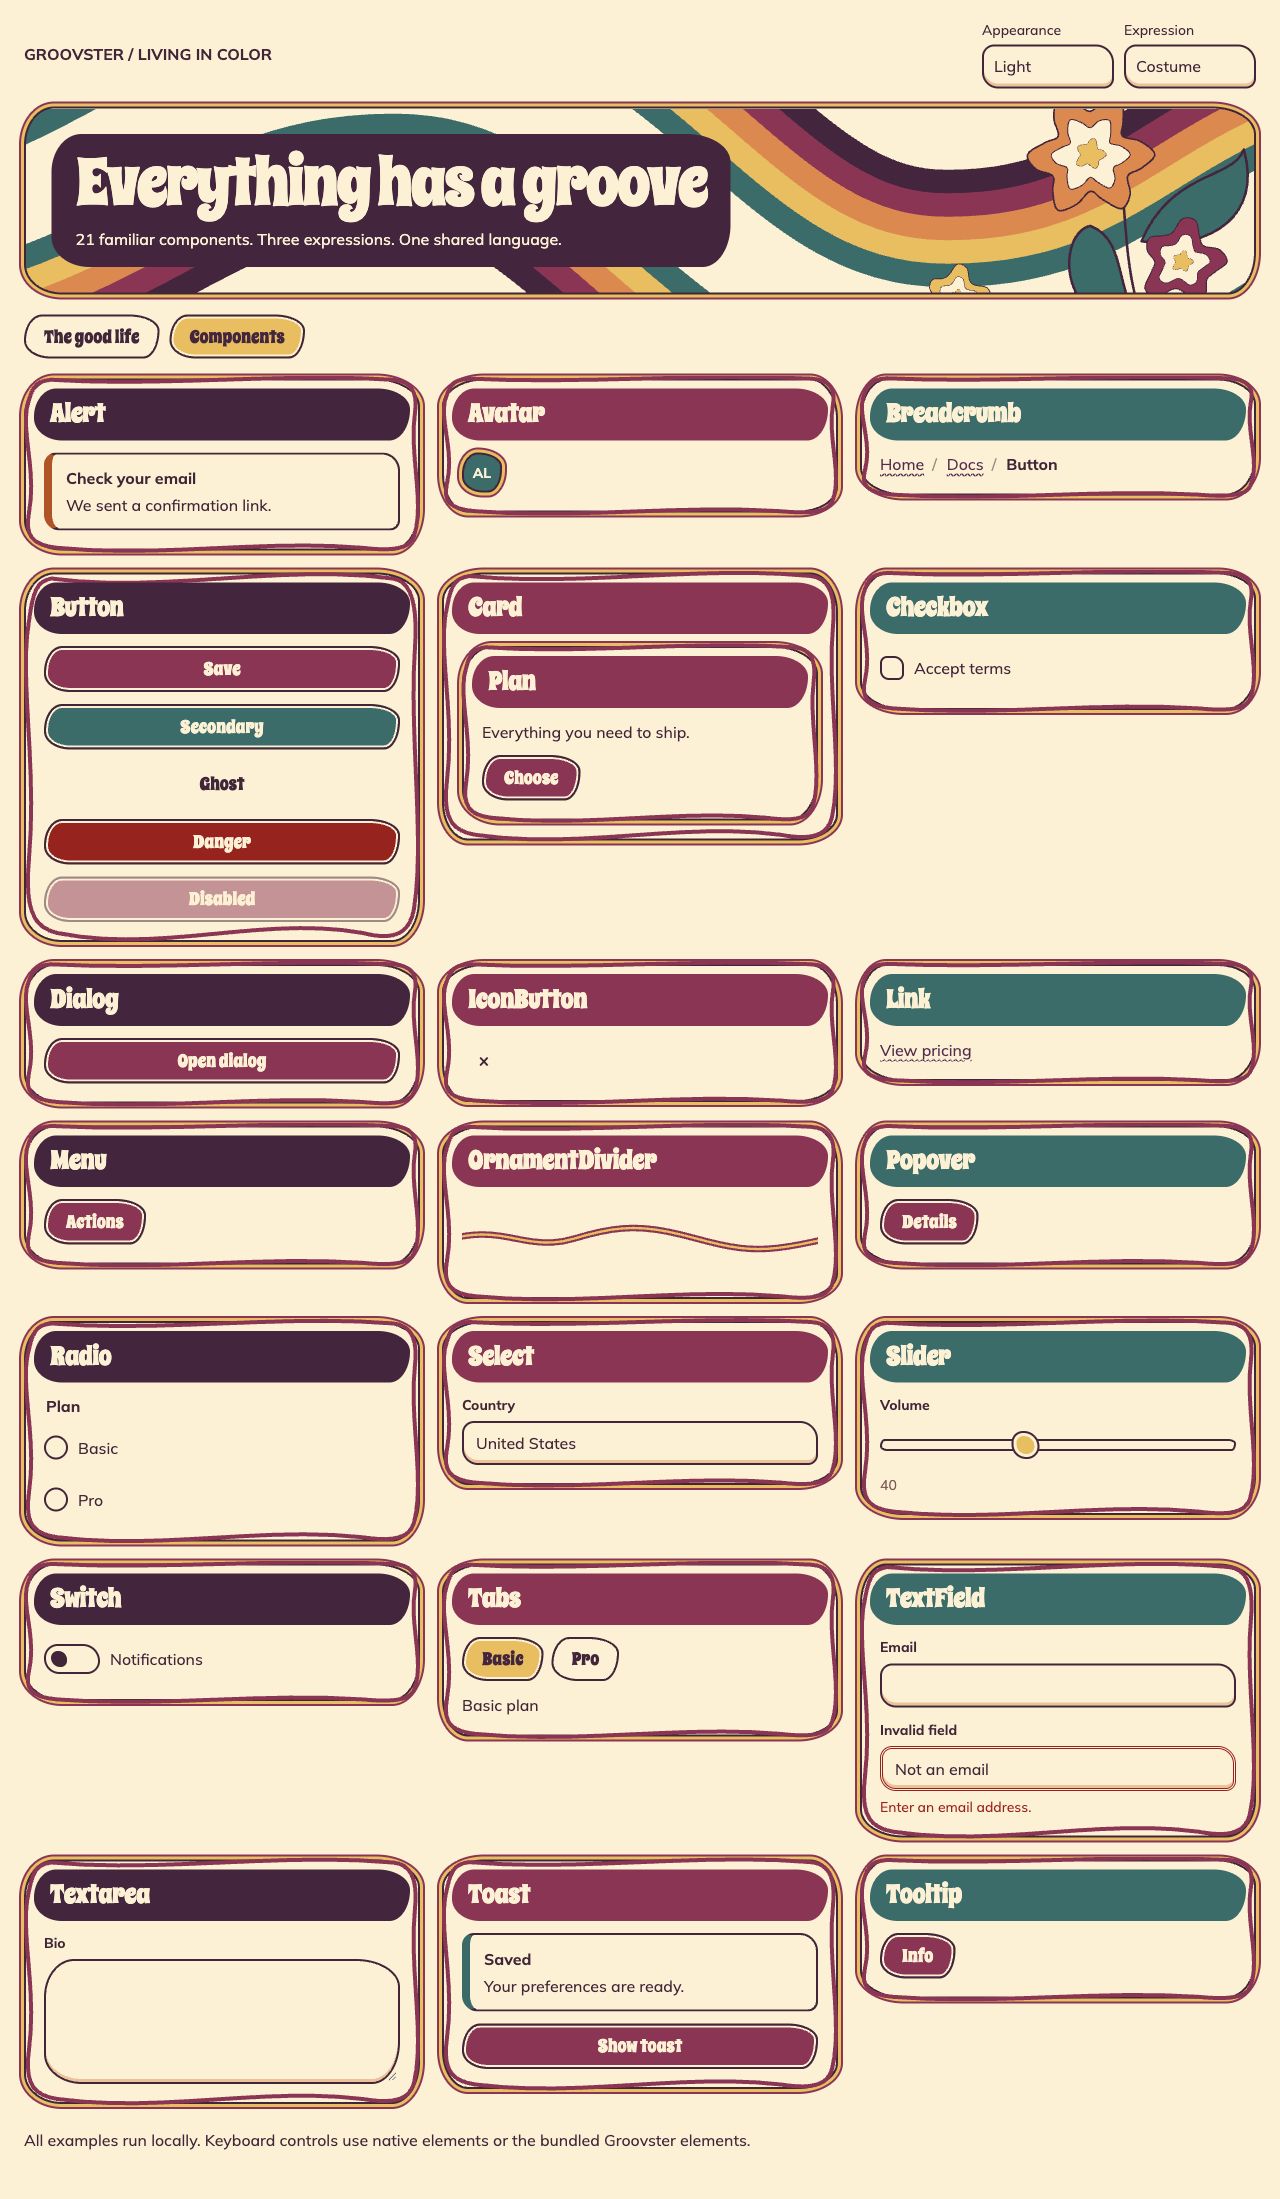 GROOVSTER / LIVING IN COLOR
Appearance
Expression
Light
Costume
Everything has a groove
21 familiar components. Three expressions. One shared language.
The good life
Components
Alert
Check your email
We sent a confirmation link.
Avatar
AL
Breadcrumb
Home / Docs / Button
Button
Save
Secondary
Ghost
Danger
Disabled
Card
Plan
Everything you need to ship.
Choose
Checkbox
Accept terms
Dialog
Open dialog
IconButton
×
Link
View pricing
Menu
Actions
OrnamentDivider
Popover
Details
Radio
Plan
Basic
Pro
Select
Country
United States
Slider
Volume
40
Switch
Notifications
Tabs
Basic
Pro
Basic plan
TextField
Email
Invalid field
Not an email
Enter an email address.
Textarea
Bio
Toast
Saved
Your preferences are ready.
Show toast
Tooltip
Info
All examples run locally. Keyboard controls use native elements or the bundled Groovster elements.